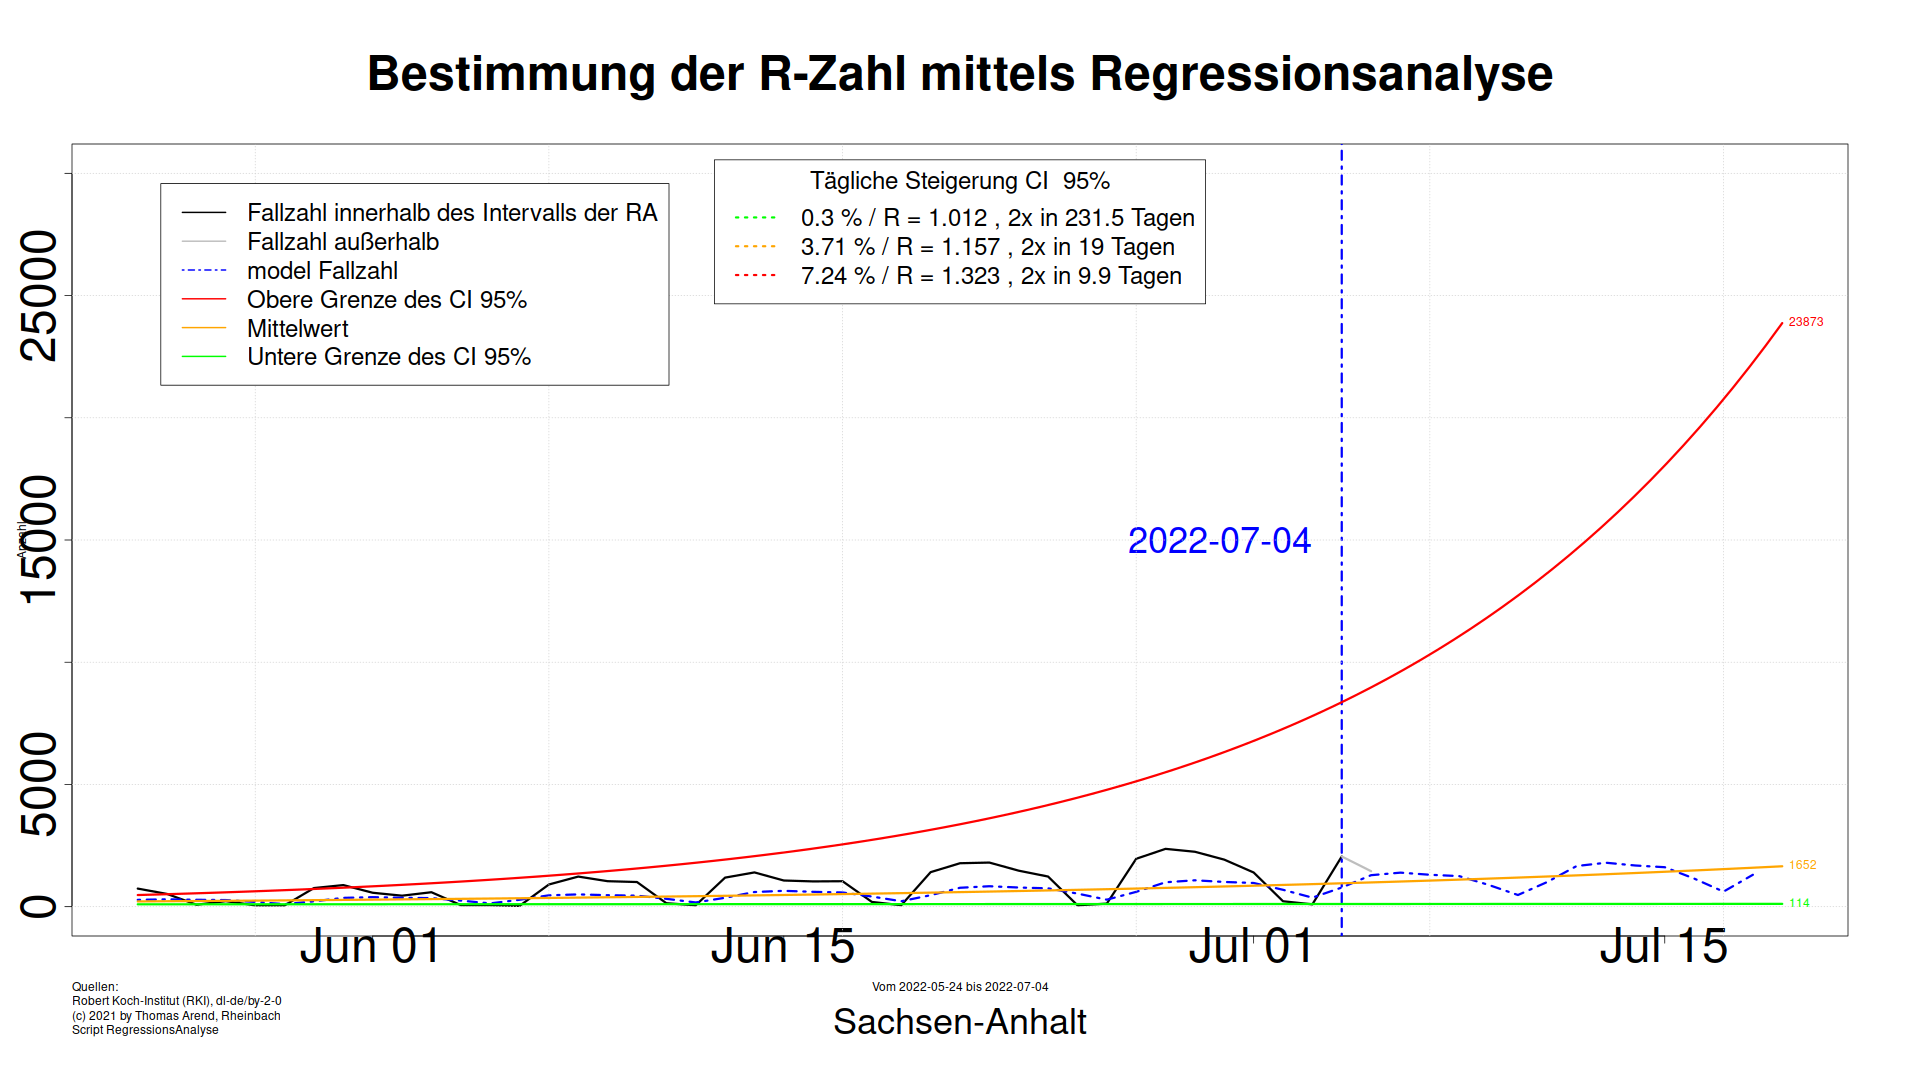 Bestimmung der R-Zahl mittels Regressionsanalyse
Fallzahl innerhalb des Intervalls der RA
Fallzahl außerhalb
model Fallzahl
Obere Grenze des CI 95%
Mittelwert
Untere Grenze des CI 95%
Tägliche Steigerung CI  95%
0.3 % / R = 1.012 , 2x in 231.5 Tagen
3.71 % / R = 1.157 , 2x in 19 Tagen
7.24 % / R = 1.323 , 2x in 9.9 Tagen
25000
15000
5000
0
Anzahl
2022-07-04
23873
1652
114
Jun 01
Jun 15
Jul 01
Jul 15
Vom 2022-05-24 bis 2022-07-04
Sachsen-Anhalt
Quellen:
Robert Koch-Institut (RKI), dl-de/by-2-0
(c) 2021 by Thomas Arend, Rheinbach
Script RegressionsAnalyse